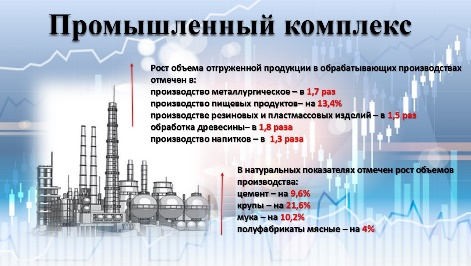 Промышленный комплекс
Рост объема отгруженной продукции в обрабатывающих производствах
отмечен в:
производство металлургическое – в 1,7 раз
производство пищевых продуктов– на 13,4%
производстве резиновых и пластмассовых изделий – в 1,5 раз
обработка древесины– в 1,8 раза
производство напитков – в 1,3 раза
В натуральных показателях отмечен рост объемов
производства:
цемент – на 9,6%
крупы – на 21,6%
мука – на 10,2%
полуфабрикаты мясные – на 4%